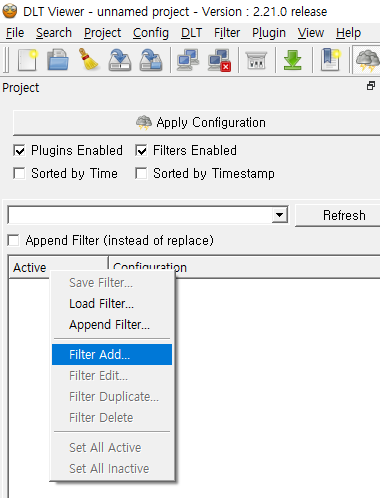 DLT Viewer - unnamed project - Version : 2.21.0 release
File Search Project Config DLT Filter Plugin View Help
Project
Apply Configuration
Plugins Enabled Filters Enabled
Sorted by Time Sorted by Timestamp
Refresh
Append Filter (instead of replace)
Active Configuration
Save Filter...
Load Filter...
Append Filter...
Filter Add...
Filter Edit...
Filter Duplicate...
Filter Delete
Set All Active
Set All Inactive